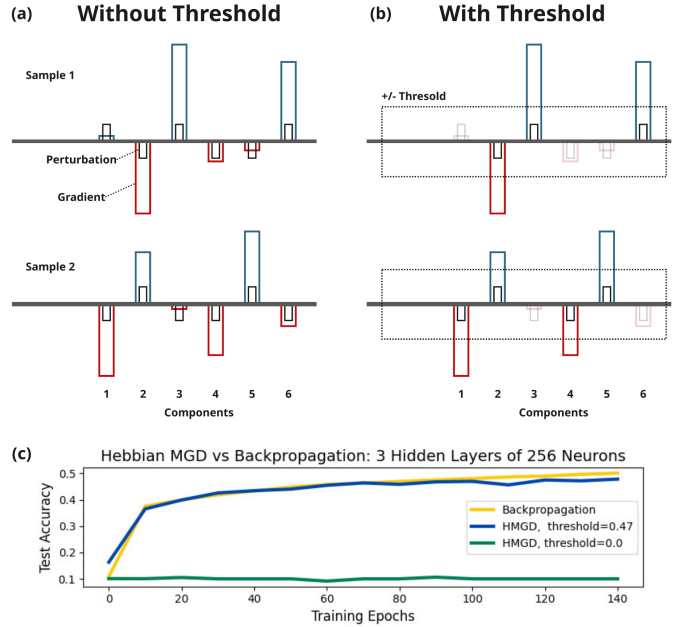 (a) Without Threshold
(b) With Threshold
Sample 1
+/- Thresold
Perturbation
Gradient
Sample 2
1 2 3 4 5 6
Components
1 2 3 4 5 6
Components
(c)
Hebbian MGD vs Backpropagation: 3 Hidden Layers of 256 Neurons
Test Accuracy
0.5
0.4
0.3
0.2
0.1
Backpropagation
HMGD, threshold=0.47
HMGD, threshold=0.0
0 20 40 60 80 100 120 140
Training Epochs